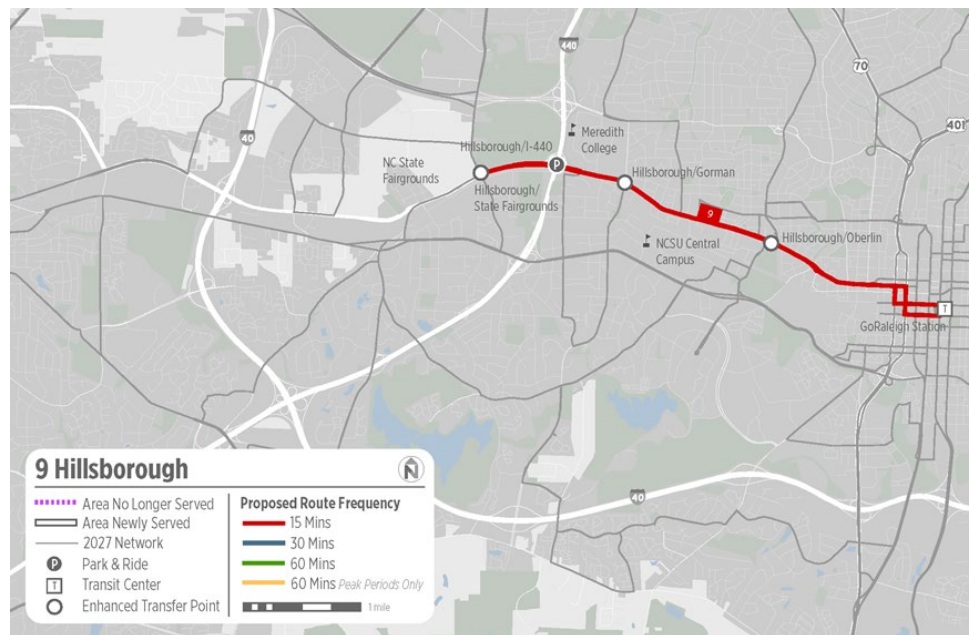 440
70
401
40
Meredith
College
Hillsborough/I-440
P
NC State
Fairgrounds
Hillsborough/
State Fairgrounds
Hillsborough/Gorman
9
NCSU Central
Campus
Hillsborough/Oberlin
T
GoRaleigh Station
40
9 Hillsborough
N
Area No Longer Served
Area Newly Served
2027 Network
P Park & Ride
T Transit Center
Enhanced Transfer Point
Proposed Route Frequency
15 Mins
30 Mins
60 Mins
60 Mins Peak Periods Only
1 mile